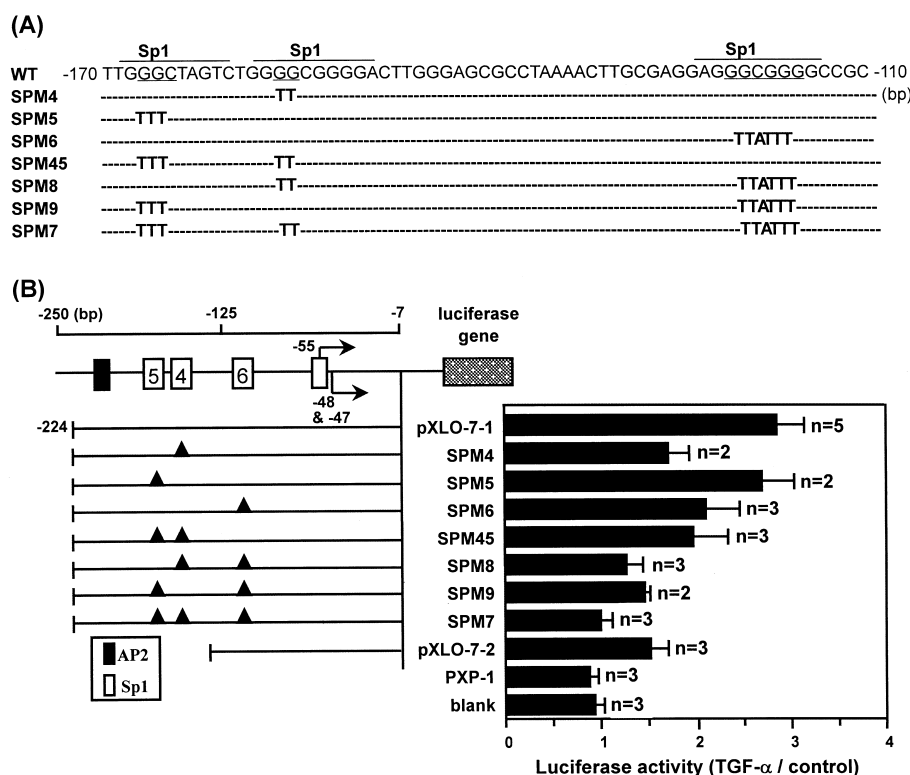 (A)
Sp1 Sp1 Sp1
WT -170 TTGGGCTAGTCTGGGGCGGGGACTTGGGAGCGCCTAAAACTTGCGAGGAGGGCGGGGCCGC -110
SPM4 TT (bp)
SPM5 TTT
SPM6 TTATTT
SPM45 TTT TT
SPM8 TT TTATTT
SPM9 TTT TTATTT
SPM7 TTT TT TTATTT
(B)
-250 (bp) -125 -7
luciferase
gene
-55
5 4 6
-48
& -47
-224
pXLO-7-1 n=5
SPM4 n=2
SPM5 n=2
SPM6 n=3
SPM45 n=3
SPM8 n=3
SPM9 n=2
SPM7 n=3
pXLO-7-2 n=3
PXP-1 n=3
blank n=3
AP2
Sp1
0 1 2 3 4
Luciferase activity (TGF-α / control)